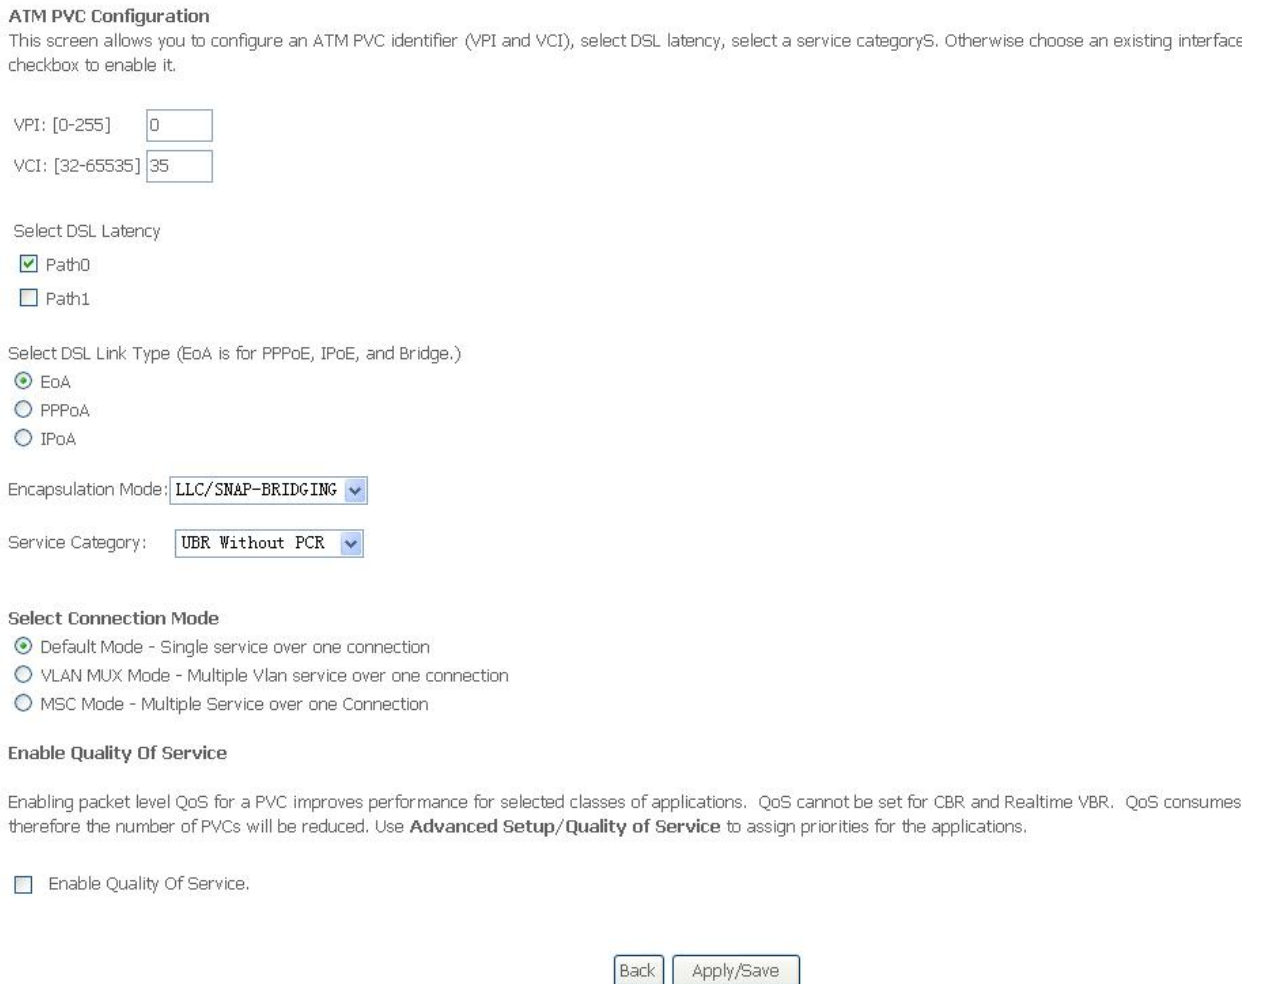 ATM PVC Configuration
This screen allows you to configure an ATM PVC identifier (VPI and VCI), select DSL latency, select a service categoryS. Otherwise choose an existing interface
checkbox to enable it.
VPI: [0-255] 0
VCI: [32-65535] 35
Select DSL Latency
Path0
Path1
Select DSL Link Type (EoA is for PPPoE, IPoE, and Bridge.)
EoA
PPPoA
IPoA
Encapsulation Mode: LLC/SNAP-BRIDGING
Service Category: UBR Without PCR
Select Connection Mode
Default Mode - Single service over one connection
VLAN MUX Mode - Multiple Vlan service over one connection
MSC Mode - Multiple Service over one Connection
Enable Quality Of Service
Enabling packet level QoS for a PVC improves performance for selected classes of applications.  QoS cannot be set for CBR and Realtime VBR.  QoS consumes
therefore the number of PVCs will be reduced. Use Advanced Setup/Quality of Service to assign priorities for the applications.
Enable Quality Of Service.
Back Apply/Save